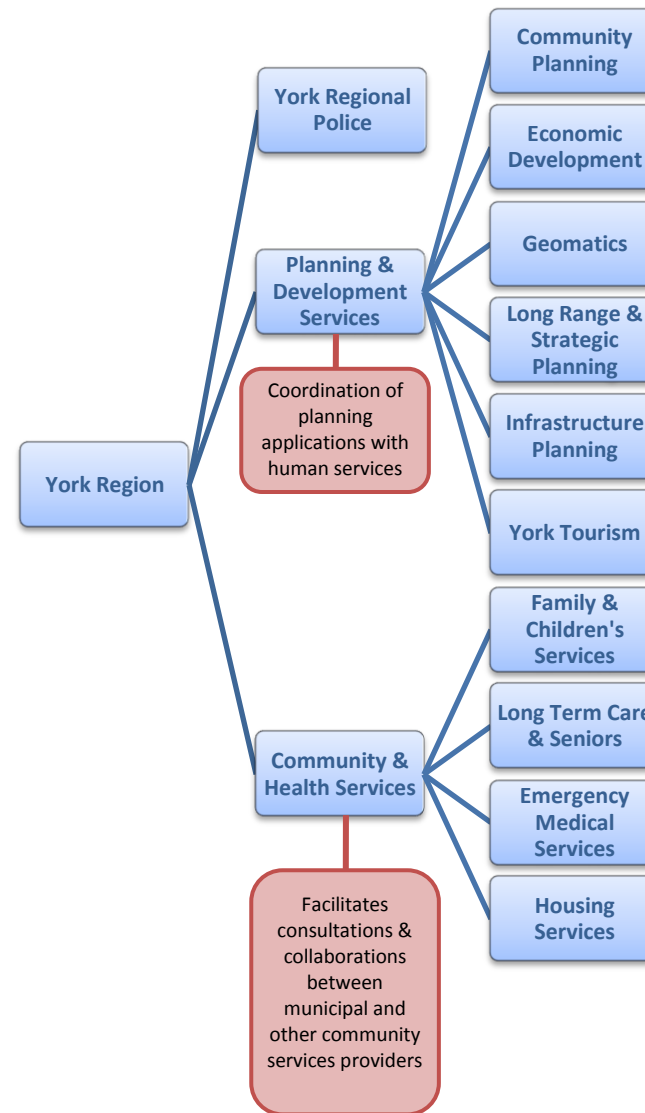 York Region
York Regional
Police
Planning &
Development
Services
Coordination of
planning
applications with
human services
Community
Planning
Economic
Development
Geomatics
Long Range &
Strategic
Planning
Infrastructure
Planning
York Tourism
Community &
Health Services
Facilitates
consultations &
collaborations
between
municipal and
other community
services providers
Family &
Children's
Services
Long Term Care
& Seniors
Emergency
Medical
Services
Housing
Services